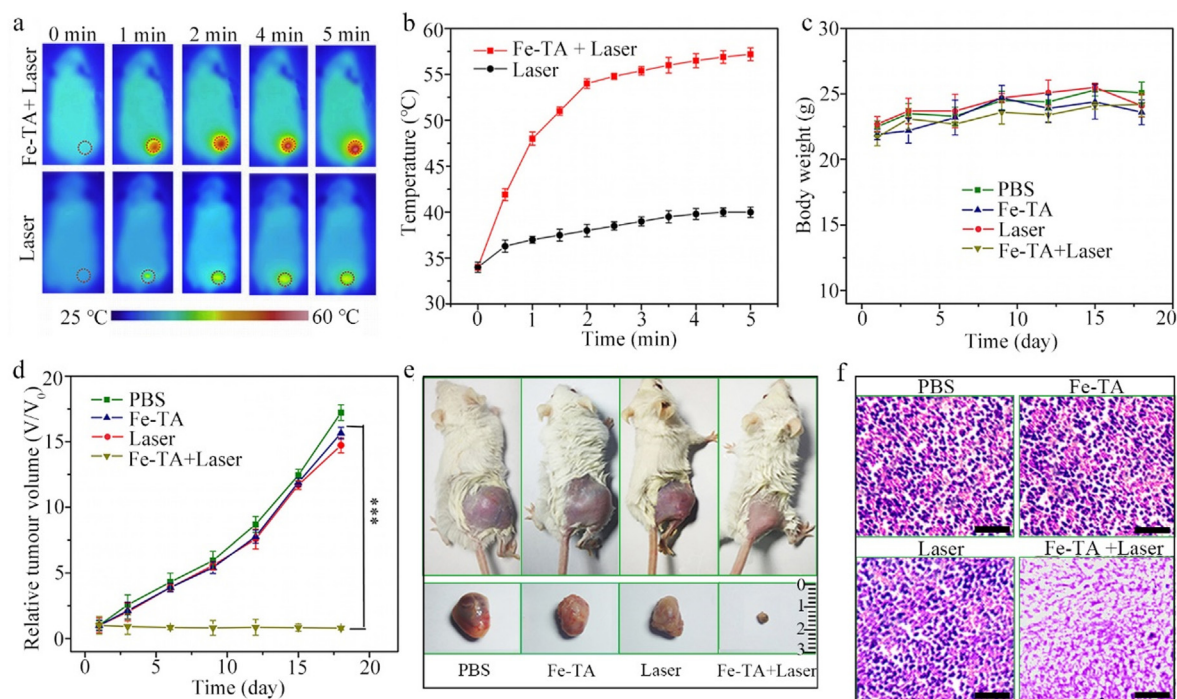 a
0 min
1 min
2 min
4 min
5 min
Fe-TA+ Laser
Laser
25 °C
60 °C
b
Fe-TA + Laser
Laser
Temperature (°C)
60
55
50
45
40
35
30
0
1
2
3
4
5
Time (min)
c
Body weight (g)
30
25
20
15
10
PBS
Fe-TA
Laser
Fe-TA+Laser
0
5
10
15
20
Time (day)
d
Relative tumour volume (V/V₀)
20
15
10
5
0
PBS
Fe-TA
Laser
Fe-TA+Laser
***
0
5
10
15
20
Time (day)
e
0
1
2
3
PBS
Fe-TA
Laser
Fe-TA+Laser
f
PBS
Fe-TA
Laser
Fe-TA +Laser